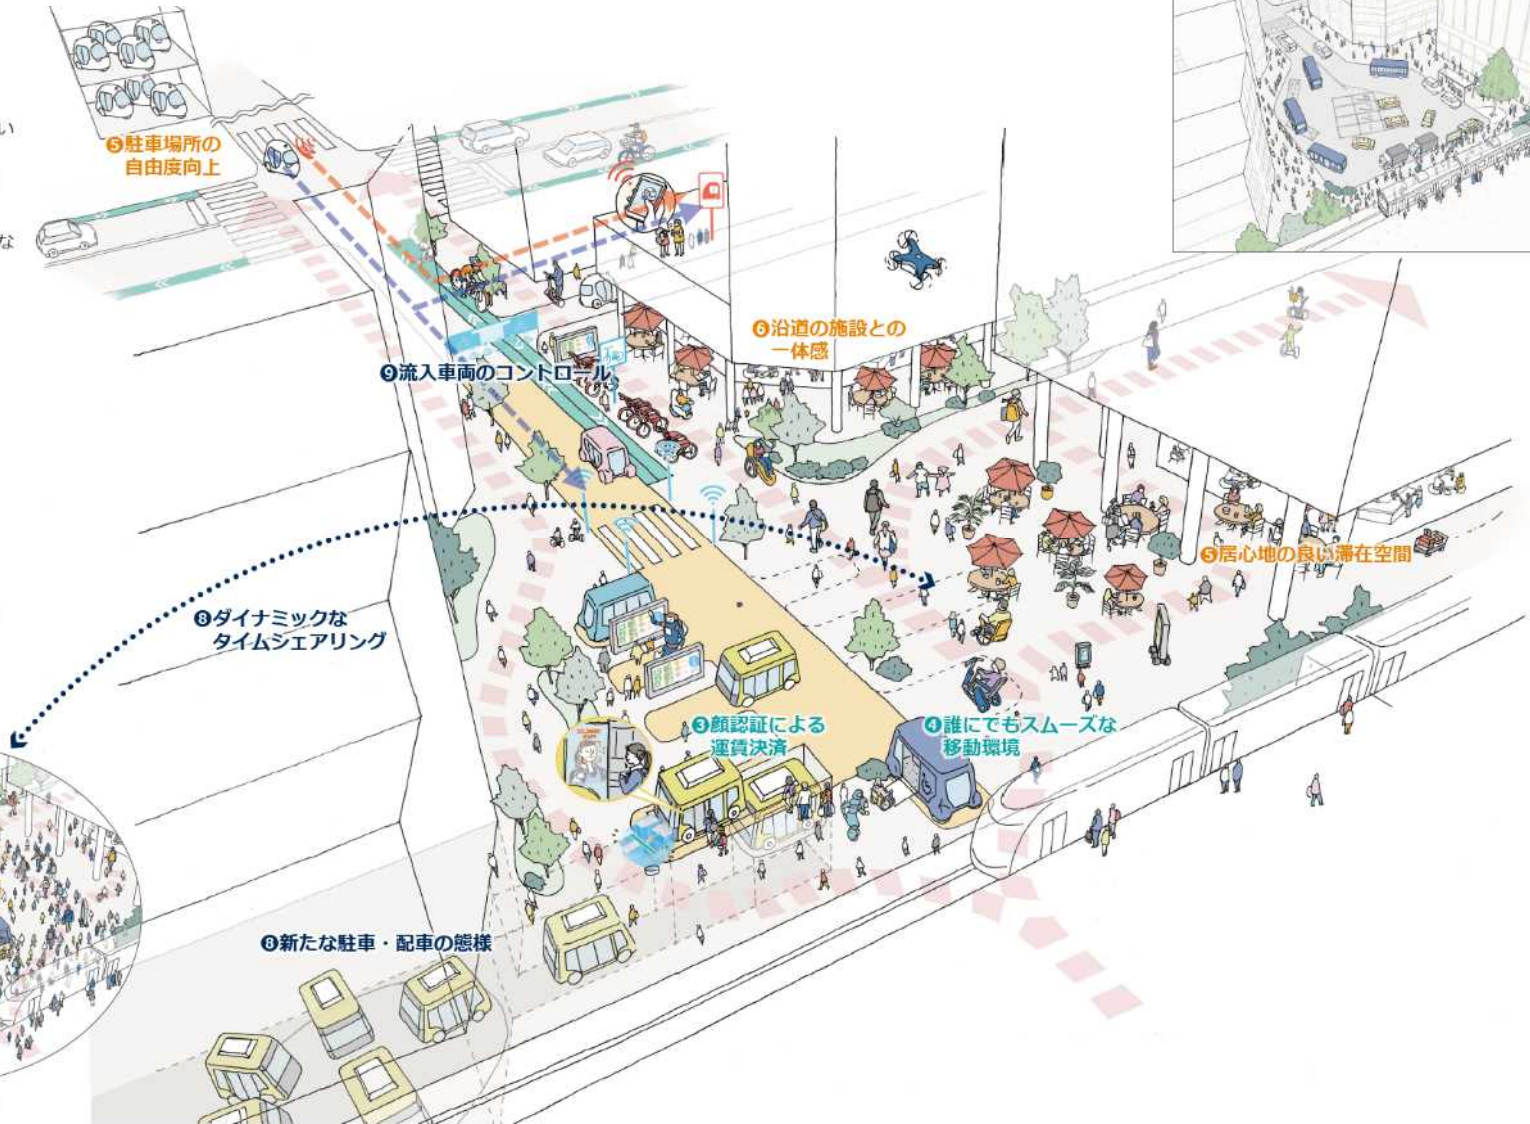 い
❺駐車場所の
自由度向上
な
❻沿道の施設との
一体感
❾流入車両のコントロール
❺居心地の良い滞在空間
❽ダイナミックな
タイムシェアリング
❸顔認証による
運賃決済
❹誰にでもスムーズな
移動環境
❽新たな駐車・配車の態様